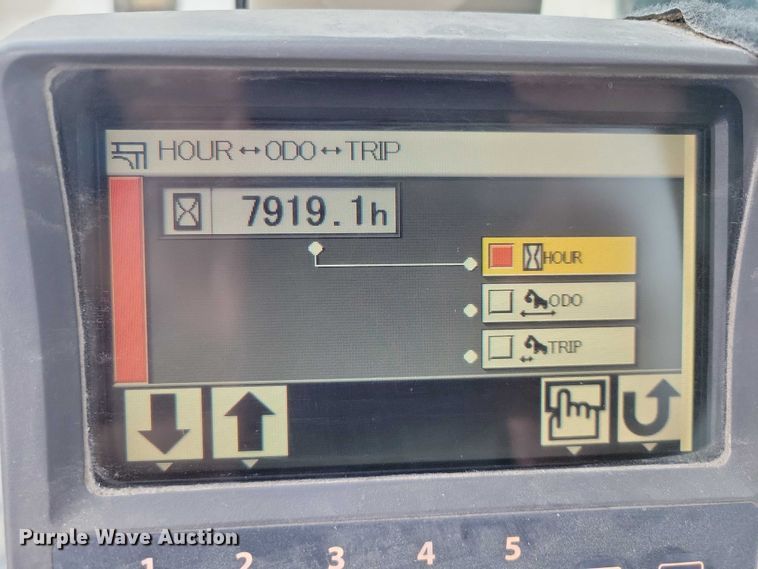 HOUR↔ODO↔TRIP
7919.1h
HOUR
ODO
TRIP
Purple Wave Auction
1 2 3 4 5